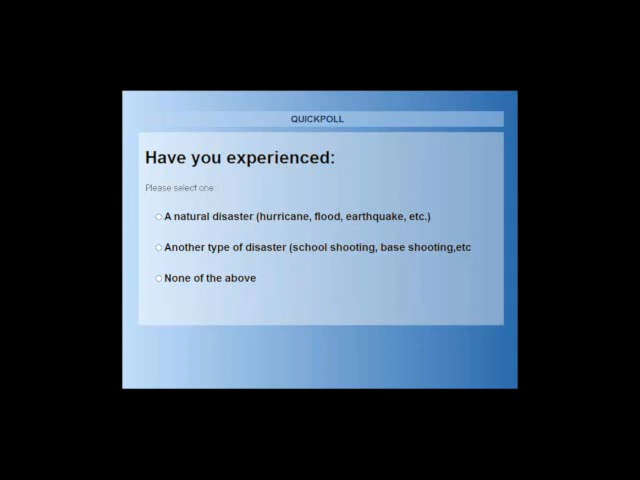 QUICKPOLL
Have you experienced:
Please select one:
A natural disaster (hurricane, flood, earthquake, etc.)
Another type of disaster (school shooting, base shooting,etc
None of the above